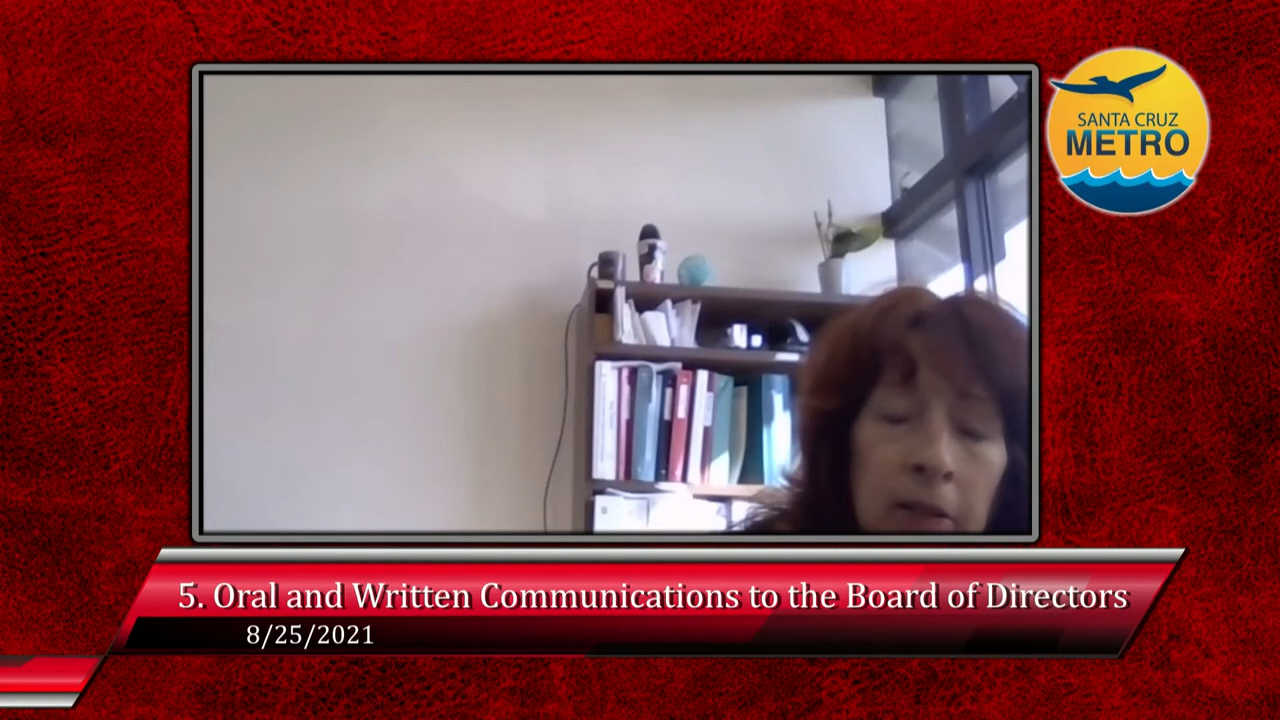 SANTA CRUZ
METRO
5. Oral and Written Communications to the Board of Directors
8/25/2021